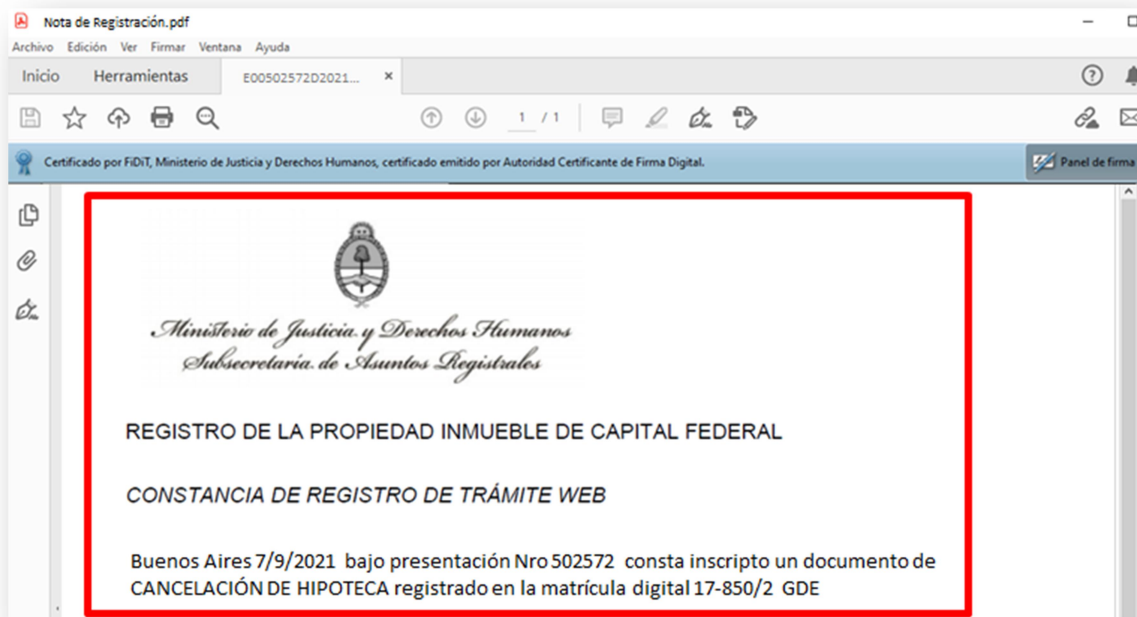 Nota de Registración.pdf
Archivo Edición Ver Firmar Ventana Ayuda
Inicio Herramientas E00502572D2021...
1 / 1
Certificado por FiDiT, Ministerio de Justicia y Derechos Humanos, certificado emitido por Autoridad Certificante de Firma Digital. Panel de firma
Ministerio de Justicia y Derechos Humanos
Subsecretaría de Asuntos Registrales
REGISTRO DE LA PROPIEDAD INMUEBLE DE CAPITAL FEDERAL
CONSTANCIA DE REGISTRO DE TRÁMITE WEB
Buenos Aires 7/9/2021 bajo presentación Nro 502572 consta inscripto un documento de
CANCELACIÓN DE HIPOTECA registrado en la matrícula digital 17-850/2 GDE